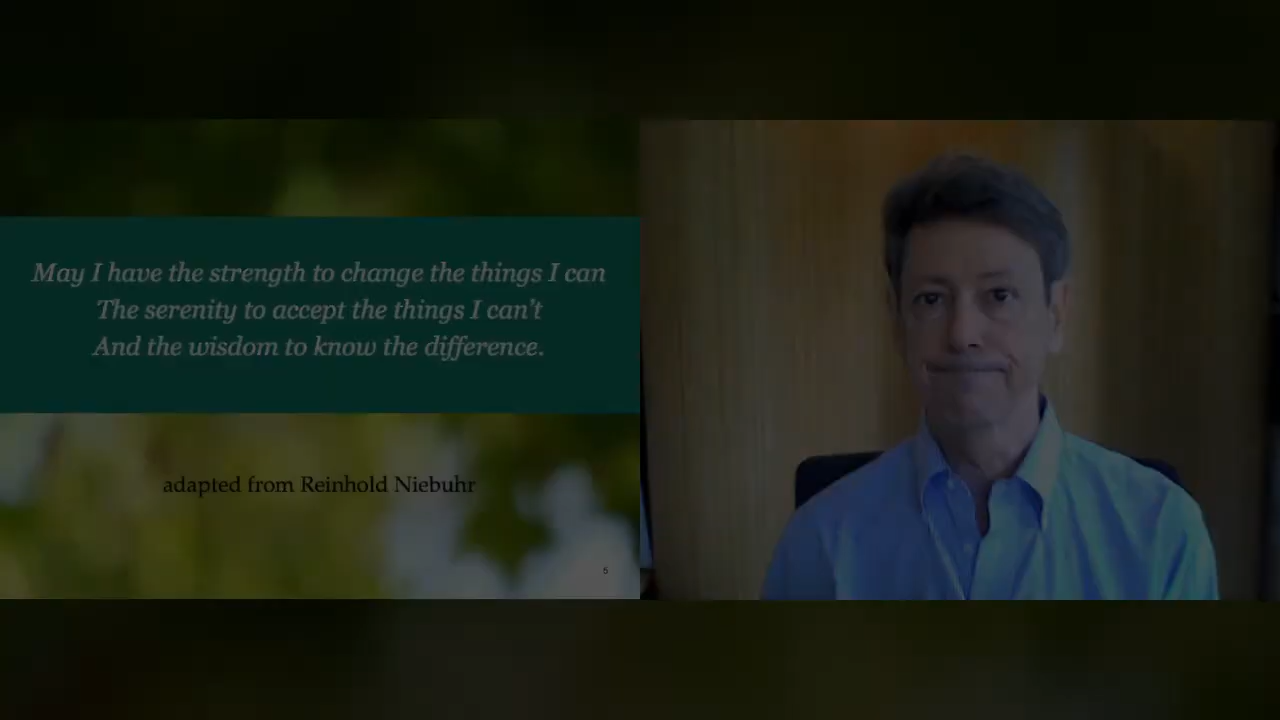 May I have the strength to change the things I can
The serenity to accept the things I can't
And the wisdom to know the difference.
adapted from Reinhold Niebuhr
5